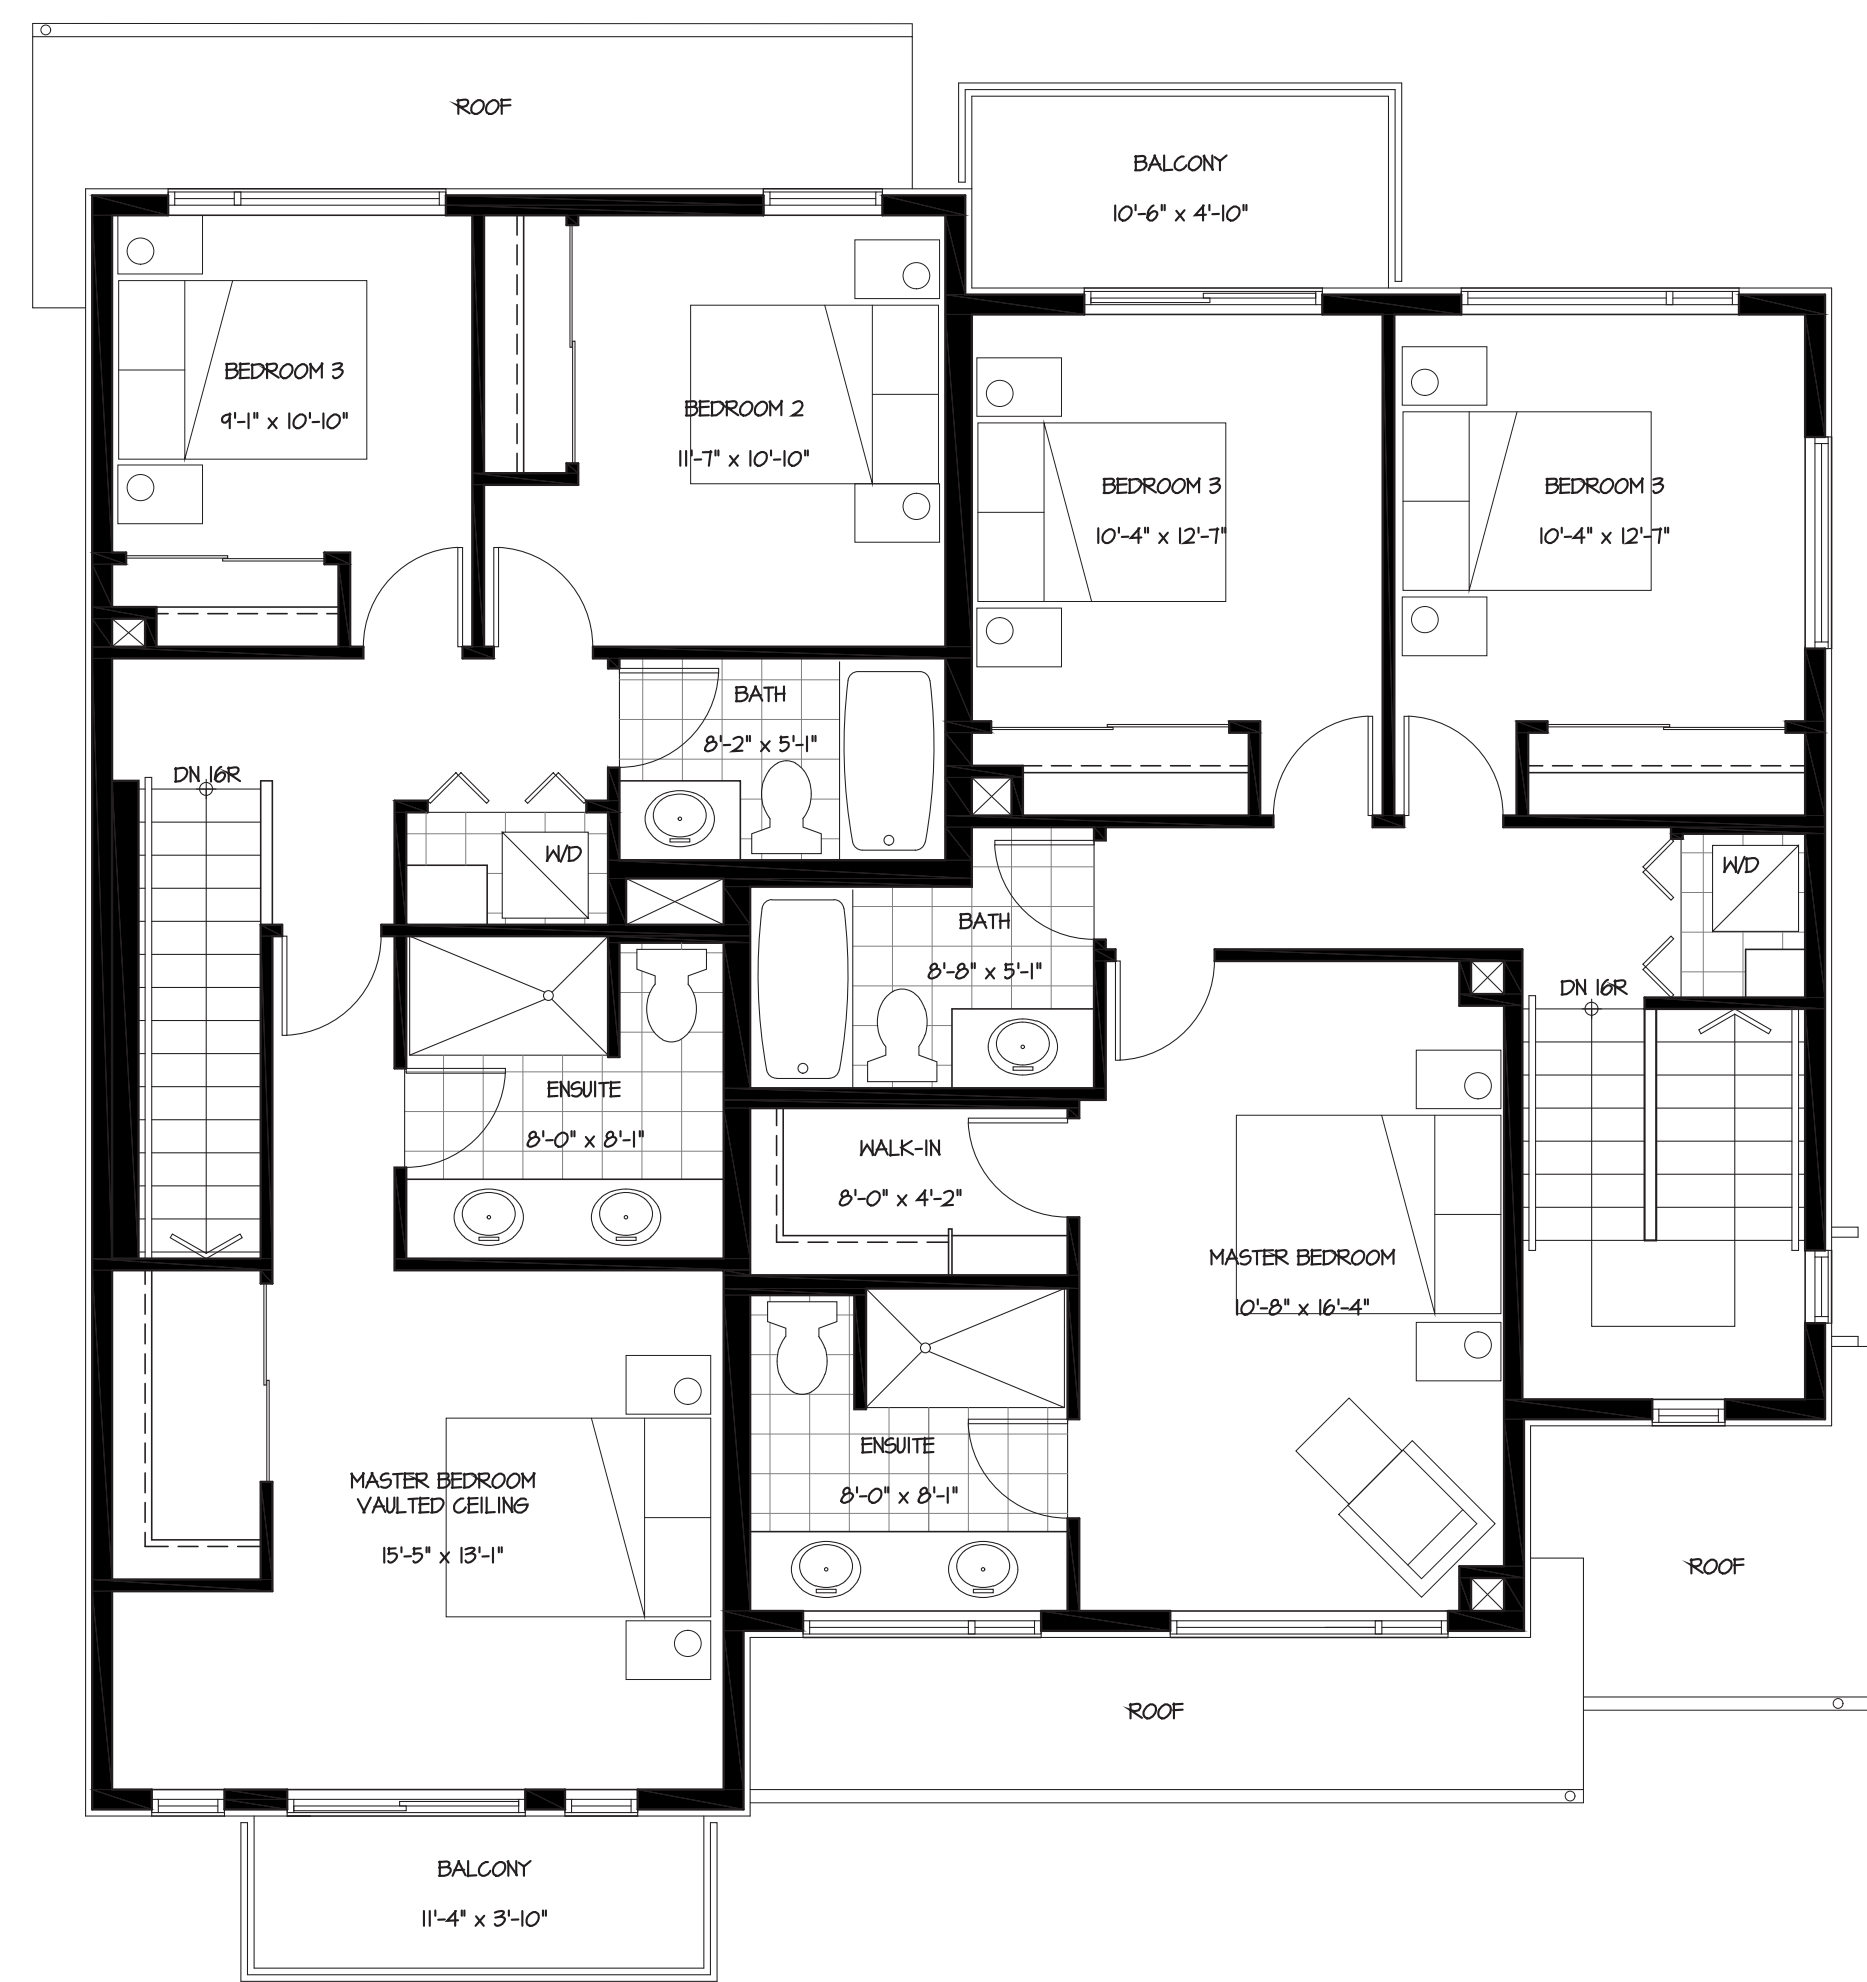 ROOF
BALCONY
10'-6" x 4'-10"
BEDROOM 3
9'-1" x 10'-10"
BEDROOM 2
11'-7" x 10'-10"
BEDROOM 3
10'-4" x 12'-7"
BEDROOM 3
10'-4" x 12'-7"
BATH
8'-2" x 5'-1"
DN 16R
W/D
W/D
BATH
8'-8" x 5'-1"
DN 16R
ENSUITE
8'-0" x 8'-1"
WALK-IN
8'-0" x 4'-2"
MASTER BEDROOM
10'-8" x 16'-4"
ENSUITE
8'-0" x 8'-1"
MASTER BEDROOM
VAULTED CEILING
15'-5" x 13'-1"
ROOF
ROOF
BALCONY
11'-4" x 3'-10"